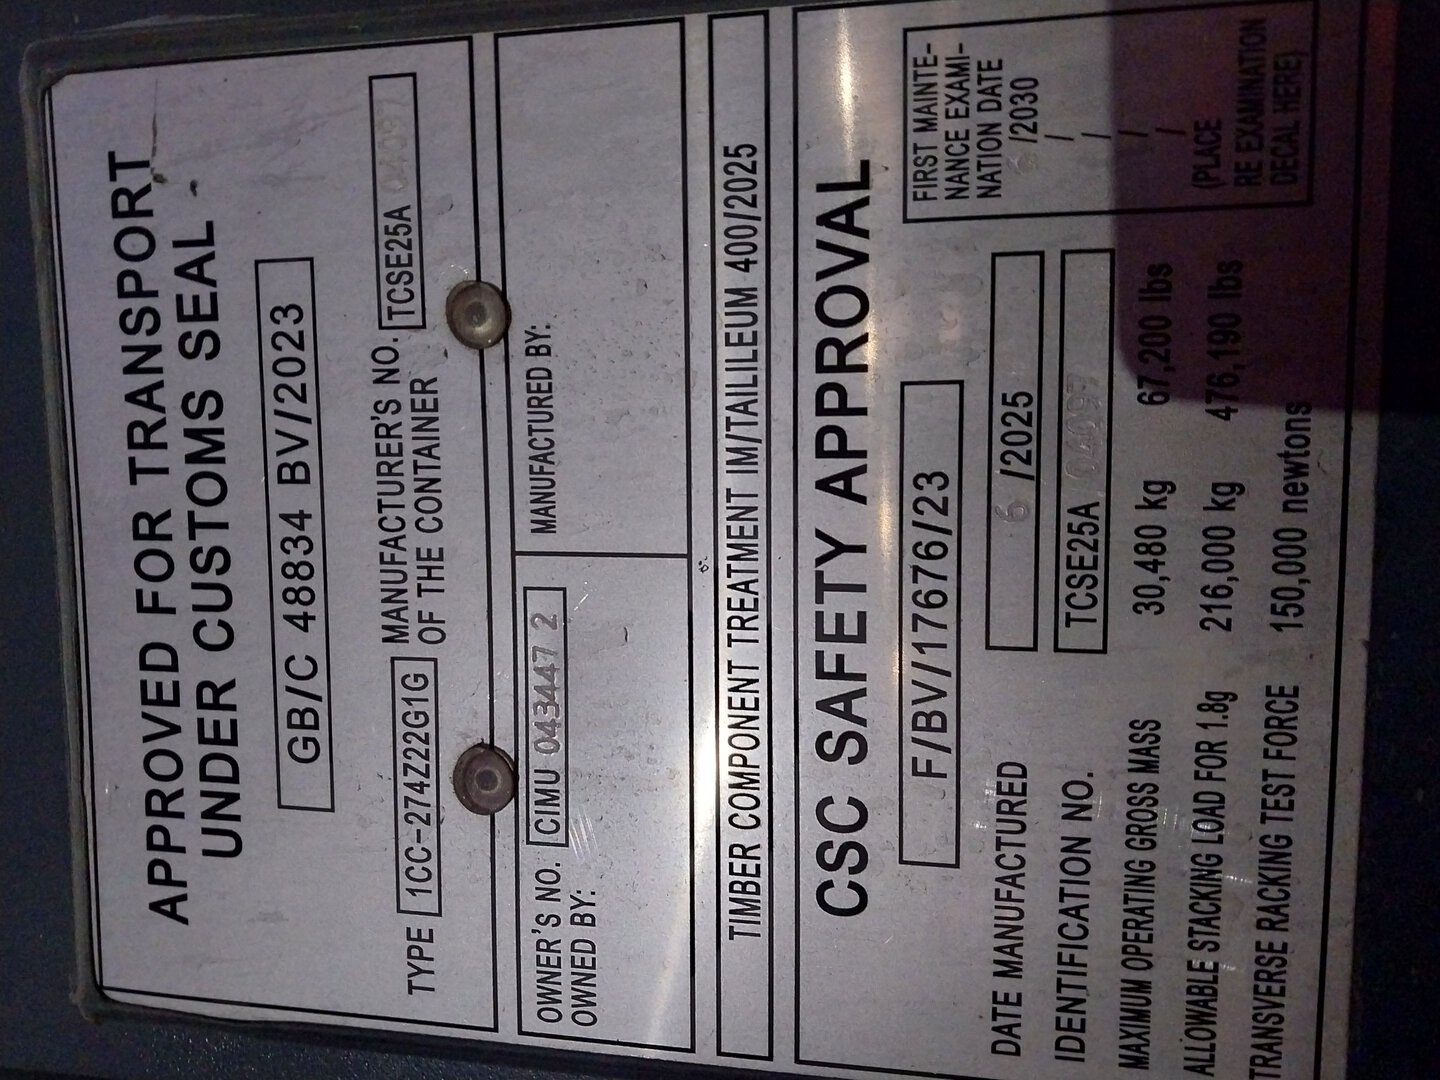 APPROVED FOR TRANSPORT
UNDER CUSTOMS SEAL
GB/C 48834 BV/2023
TYPE 1CC-274Z22G1G MANUFACTURER'S NO. OF THE CONTAINER TCSE25A 04097
OWNER'S NO. CIMU 043447 2
OWNED BY:
MANUFACTURED BY:
TIMBER COMPONENT TREATMENT IM/TAILILEUM 400/2025
CSC SAFETY APPROVAL
F/BV/17676/23
DATE MANUFACTURED 6 /2025
IDENTIFICATION NO. TCSE25A 04097
MAXIMUM OPERATING GROSS MASS 30,480 kg 67,200 lbs
ALLOWABLE STACKING LOAD FOR 1.8g 216,000 kg 476,190 lbs
TRANSVERSE RACKING TEST FORCE 150,000 newtons
FIRST MAINTE-
NANCE EXAMI-
NATION DATE
6 /2030
/
/
/
/
(PLACE
RE EXAMINATION
DECAL HERE)